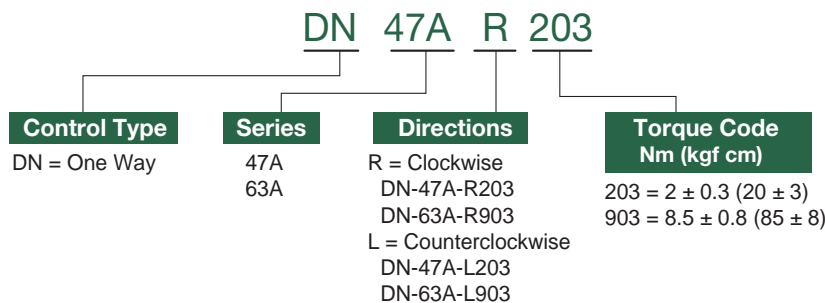 DN 47A R 203
Control Type
DN = One Way
Series
47A
63A
Directions
R = Clockwise
DN-47A-R203
DN-63A-R903
L = Counterclockwise
DN-47A-L203
DN-63A-L903
Torque Code
Nm (kgf cm)
203 = 2 ± 0.3 (20 ± 3)
903 = 8.5 ± 0.8 (85 ± 8)